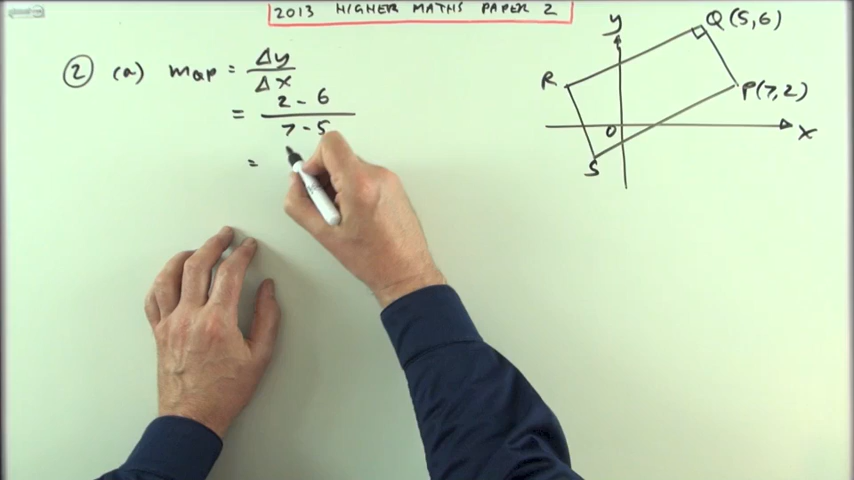 2013 HIGHER MATHS PAPER 2
② (a) mQP = Δy/Δx
= 2 - 6 / 7 - 5
=
y
Q(5,6)
R
P(7,2)
O
x
S